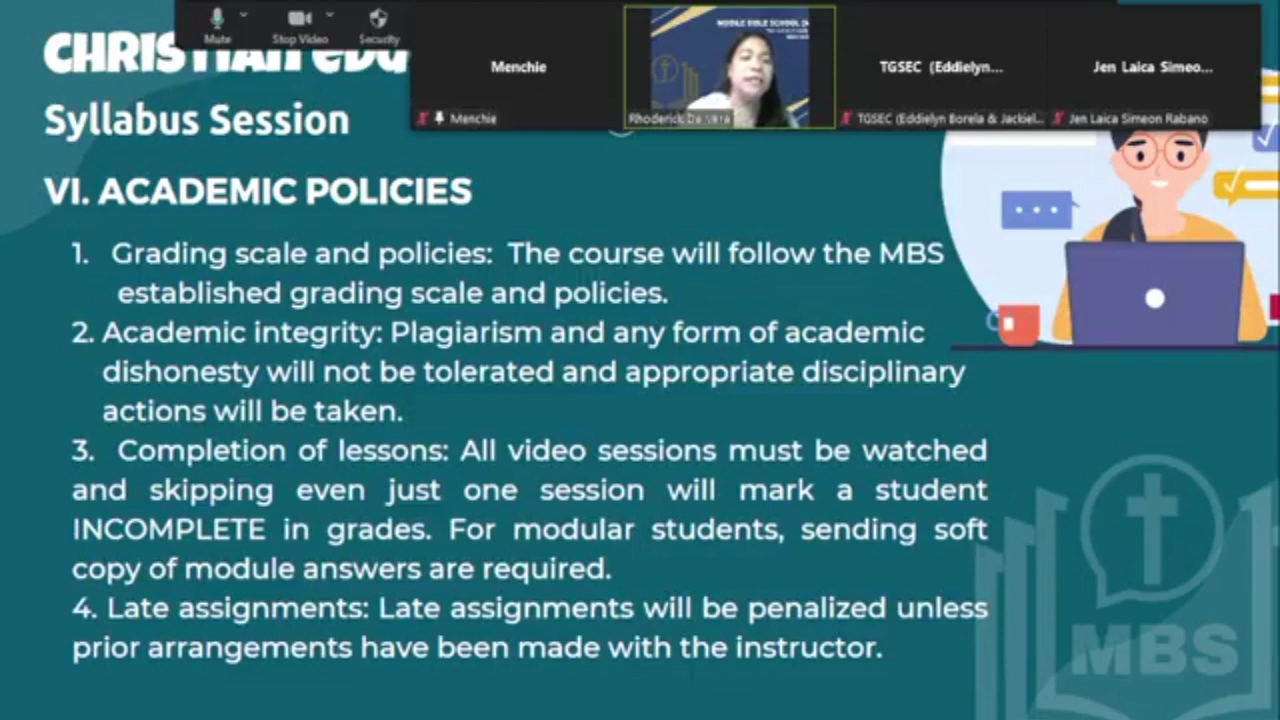 Mute
Stop Video
Security
Menchie
TGSEC (Eddielyn...
Jen Laica Simeo...
Menchie
Rhoderick De Vera
TGSEC (Eddielyn Borela & Jackiel...
Jen Laica Simeon Rabano
MOBILE BIBLE SCHOOL
CHRISTIAN
Syllabus Session
VI. ACADEMIC POLICIES
1. Grading scale and policies: The course will follow the MBS
established grading scale and policies.
2. Academic integrity: Plagiarism and any form of academic
dishonesty will not be tolerated and appropriate disciplinary
actions will be taken.
3. Completion of lessons: All video sessions must be watched
and skipping even just one session will mark a student
INCOMPLETE in grades. For modular students, sending soft
copy of module answers are required.
4. Late assignments: Late assignments will be penalized unless
prior arrangements have been made with the instructor.
MBS